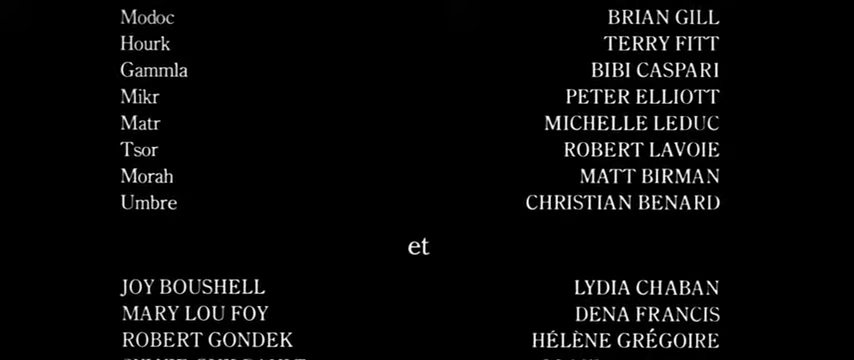 Modoc BRIAN GILL
Hourk TERRY FITT
Gammla BIBI CASPARI
Mikr PETER ELLIOTT
Matr MICHELLE LEDUC
Tsor ROBERT LAVOIE
Morah MATT BIRMAN
Umbre CHRISTIAN BENARD
et
JOY BOUSHELL LYDIA CHABAN
MARY LOU FOY DENA FRANCIS
ROBERT GONDEK HÉLÈNE GRÉGOIRE